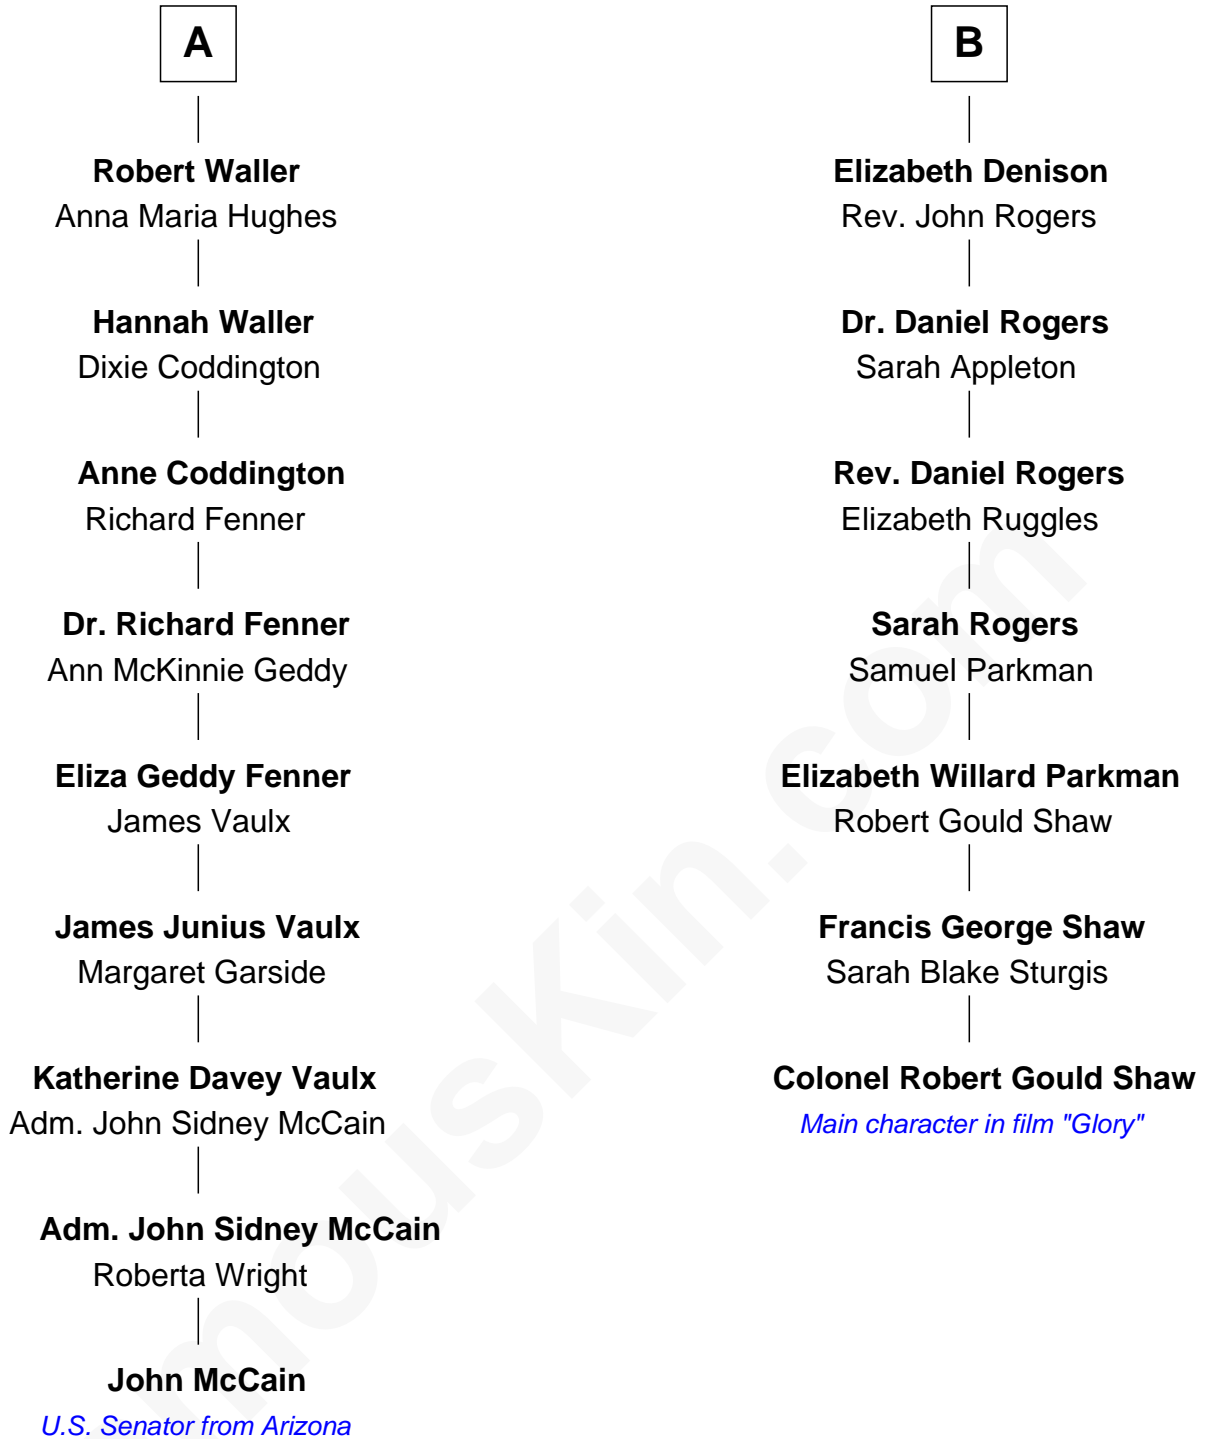 A
Robert Waller
Anna Maria Hughes
Hannah Waller
Dixie Coddington
Anne Coddington
Richard Fenner
Dr. Richard Fenner
Ann McKinnie Geddy
Eliza Geddy Fenner
James Vaulx
James Junius Vaulx
Margaret Garside
Katherine Davey Vaulx
Adm. John Sidney McCain
Adm. John Sidney McCain
Roberta Wright
John McCain
U.S. Senator from Arizona
B
Elizabeth Denison
Rev. John Rogers
Dr. Daniel Rogers
Sarah Appleton
Rev. Daniel Rogers
Elizabeth Ruggles
Sarah Rogers
Samuel Parkman
Elizabeth Willard Parkman
Robert Gould Shaw
Francis George Shaw
Sarah Blake Sturgis
Colonel Robert Gould Shaw
Main character in film "Glory"
mousKin.com